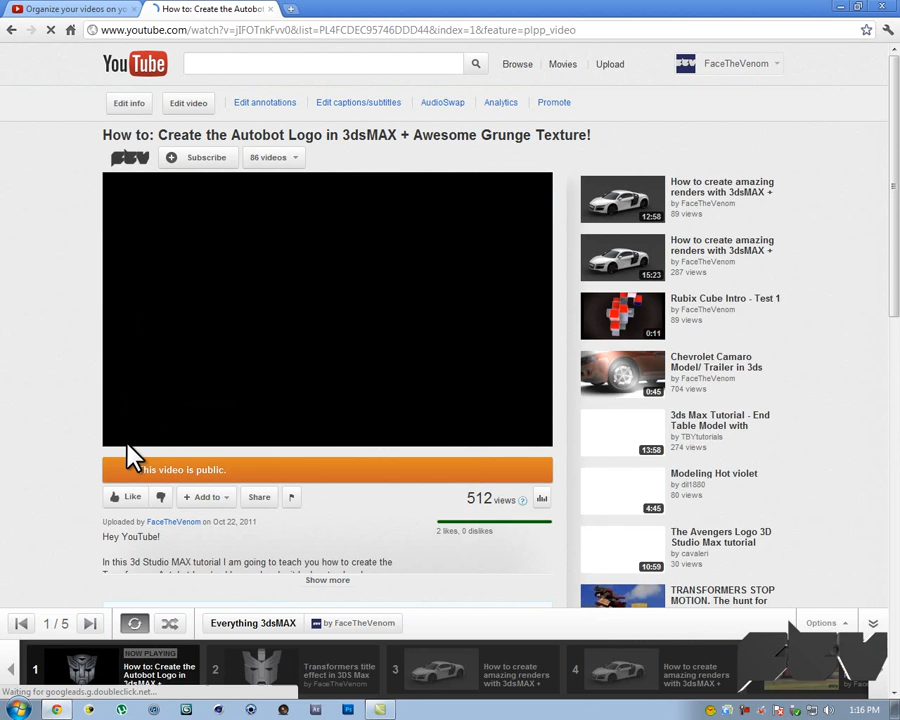 Organize your videos on yo
How to: Create the Autobot
www.youtube.com/watch?v=jIFOTnkFvv0&list=PL4FCDEC95746DDD44&index=1&feature=plpp_video
YouTube
Browse
Movies
Upload
FaceTheVenom
Edit info
Edit video
Edit annotations
Edit captions/subtitles
AudioSwap
Analytics
Promote
How to: Create the Autobot Logo in 3dsMAX + Awesome Grunge Texture!
Subscribe
86 videos
his video is public.
Like
Add to
Share
512 views
Uploaded by FaceTheVenom on Oct 22, 2011
2 likes, 0 dislikes
Hey YouTube!
In this 3d Studio MAX tutorial I am going to teach you how to create the
Show more
How to create amazing
renders with 3dsMAX +
by FaceTheVenom
89 views
12:58
How to create amazing
renders with 3dsMAX +
by FaceTheVenom
287 views
15:23
Rubix Cube Intro - Test 1
by FaceTheVenom
89 views
0:11
Chevrolet Camaro
Model/ Trailer in 3ds
by FaceTheVenom
704 views
0:45
3ds Max Tutorial - End
Table Model with
by TBYtutorials
274 views
13:58
Modeling Hot violet
by dil1880
80 views
4:45
The Avengers Logo 3D
Studio Max tutorial
by cavaleri
30 views
10:59
TRANSFORMERS STOP
MOTION. The hunt for
1 / 5
Everything 3dsMAX
by FaceTheVenom
Options
1
NOW PLAYING
How to: Create the
Autobot Logo in
3dsMAX +
2
Transformers title
effect in 3DS Max
by FaceTheVenom
3
How to create
amazing renders
with 3dsMAX +
4
How to create
amazing renders
with 3dsMAX +
Waiting for googleads.g.doubleclick.net...
1:16 PM